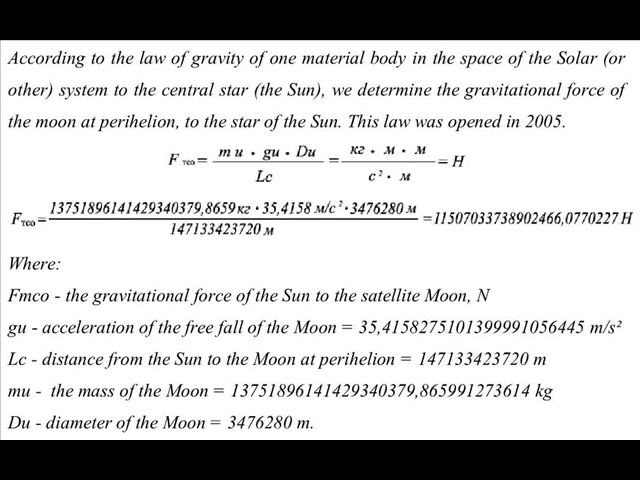 According to the law of gravity of one material body in the space of the Solar (or
other) system to the central star (the Sun), we determine the gravitational force of
the moon at perihelion, to the star of the Sun. This law was opened in 2005.
F тсо = mu · gu · Du / Lc = кг · м · м / с² · м = Н
Fтсо = 13751896141429340379,8659 кг · 35,4158 м/с² · 3476280 м / 147133423720 м = 11507033738902466,0770227 Н
Where:
Fmco - the gravitational force of the Sun to the satellite Moon, N
gu - acceleration of the free fall of the Moon = 35,4158275101399991056445 m/s²
Lc - distance from the Sun to the Moon at perihelion = 147133423720 m
mu - the mass of the Moon = 13751896141429340379,865991273614 kg
Du - diameter of the Moon = 3476280 m.